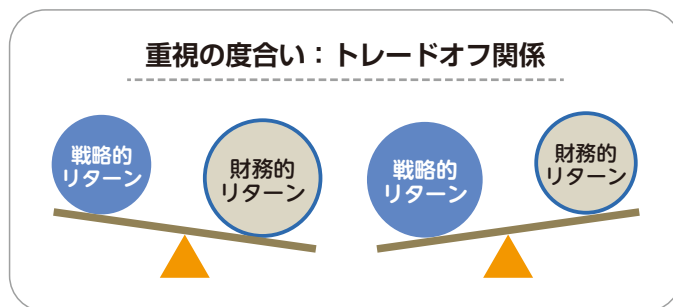 重視の度合い：トレードオフ関係
戦略的
リターン
財務的
リターン
戦略的
リターン
財務的
リターン